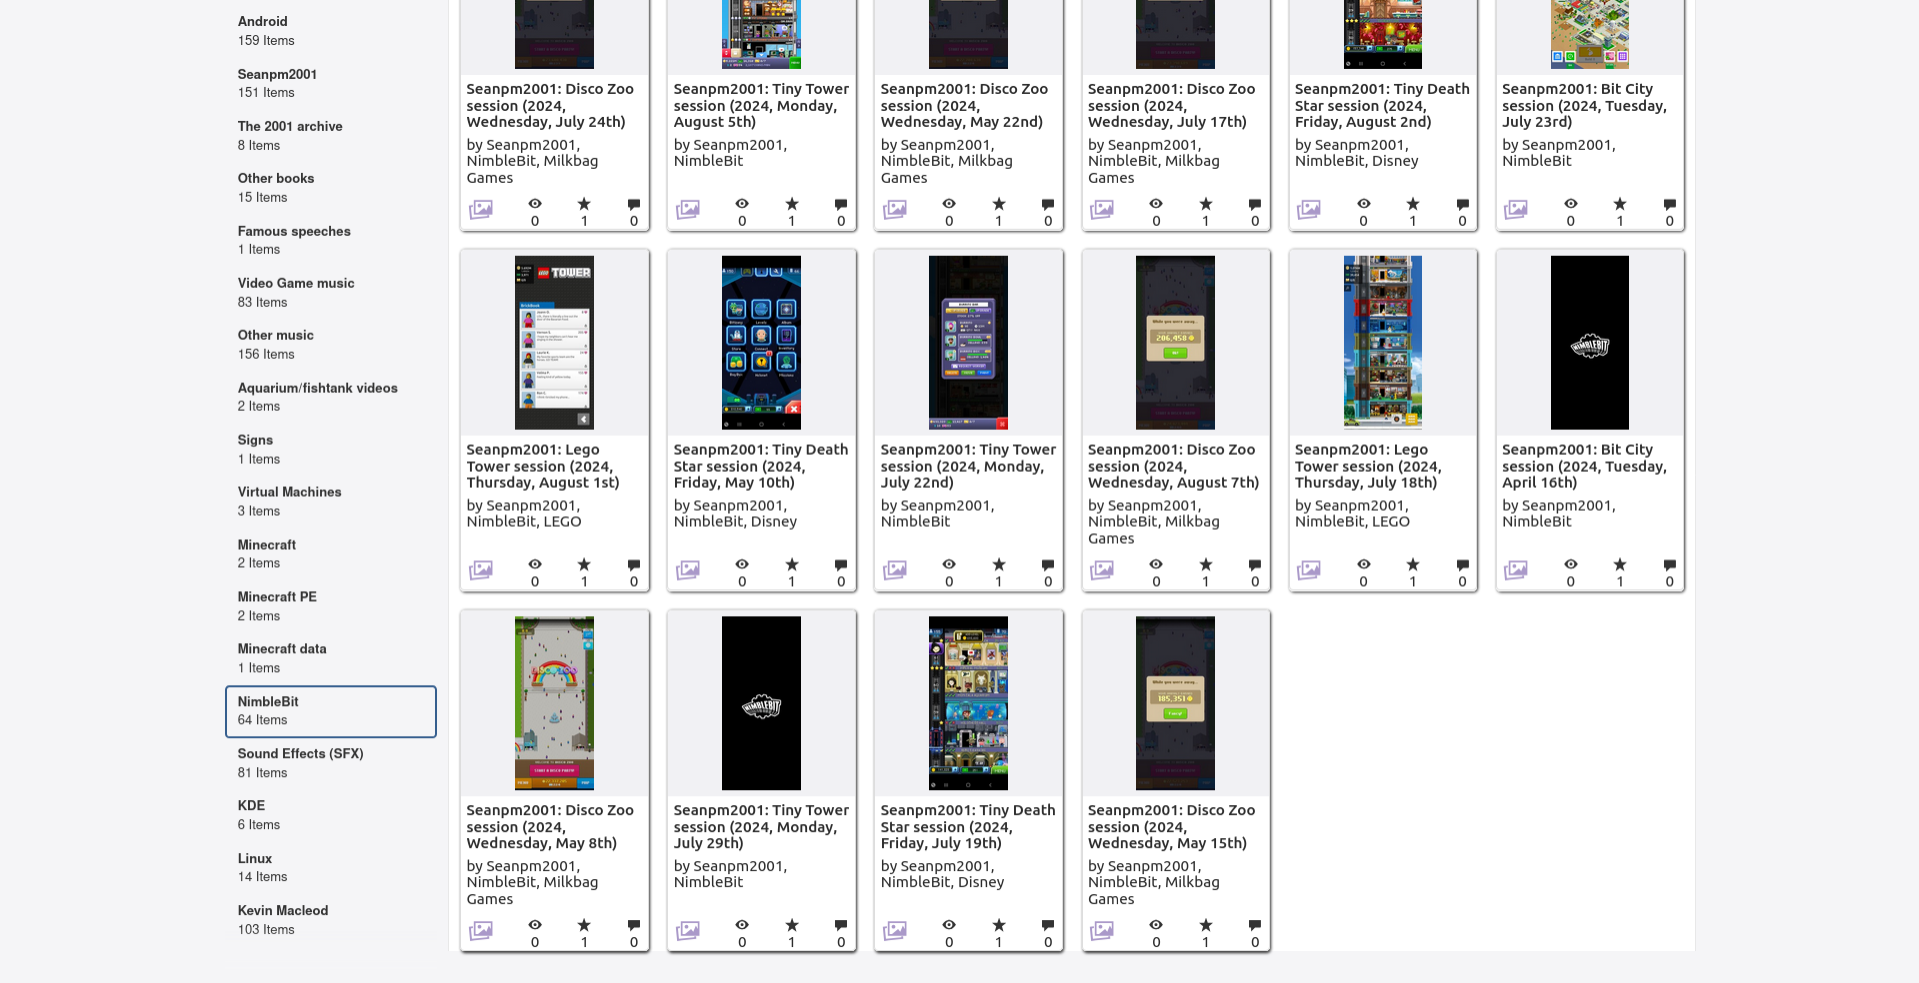 Android
159 Items
Seanpm2001
151 Items
The 2001 archive
8 Items
Other books
15 Items
Famous speeches
1 Items
Video Game music
83 Items
Other music
156 Items
Aquarium/fishtank videos
2 Items
Signs
1 Items
Virtual Machines
3 Items
Minecraft
2 Items
Minecraft PE
2 Items
Minecraft data
1 Items
NimbleBit
64 Items
Sound Effects (SFX)
81 Items
KDE
6 Items
Linux
14 Items
Kevin Macleod
103 Items
Seanpm2001: Disco Zoo
session (2024,
Wednesday, July 24th)
by Seanpm2001,
NimbleBit, Milkbag
Games
0 1 0
Seanpm2001: Tiny Tower
session (2024, Monday,
August 5th)
by Seanpm2001,
NimbleBit
0 1 0
Seanpm2001: Disco Zoo
session (2024,
Wednesday, May 22nd)
by Seanpm2001,
NimbleBit, Milkbag
Games
0 1 0
Seanpm2001: Disco Zoo
session (2024,
Wednesday, July 17th)
by Seanpm2001,
NimbleBit, Milkbag
Games
0 1 0
Seanpm2001: Tiny Death
Star session (2024,
Friday, August 2nd)
by Seanpm2001,
NimbleBit, Disney
0 1 0
Seanpm2001: Bit City
session (2024, Tuesday,
July 23rd)
by Seanpm2001,
NimbleBit
0 1 0
LEGO TOWER
Seanpm2001: Lego
Tower session (2024,
Thursday, August 1st)
by Seanpm2001,
NimbleBit, LEGO
0 1 0
Seanpm2001: Tiny Death
Star session (2024,
Friday, May 10th)
by Seanpm2001,
NimbleBit, Disney
0 1 0
Seanpm2001: Tiny Tower
session (2024, Monday,
July 22nd)
by Seanpm2001,
NimbleBit
0 1 0
While you were away...
206,458
Seanpm2001: Disco Zoo
session (2024,
Wednesday, August 7th)
by Seanpm2001,
NimbleBit, Milkbag
Games
0 1 0
Seanpm2001: Lego
Tower session (2024,
Thursday, July 18th)
by Seanpm2001,
NimbleBit, LEGO
0 1 0
NIMBLEBIT
Seanpm2001: Bit City
session (2024, Tuesday,
April 16th)
by Seanpm2001,
NimbleBit
0 1 0
Seanpm2001: Disco Zoo
session (2024,
Wednesday, May 8th)
by Seanpm2001,
NimbleBit, Milkbag
Games
0 1 0
NIMBLEBIT
Seanpm2001: Tiny Tower
session (2024, Monday,
July 29th)
by Seanpm2001,
NimbleBit
0 1 0
Seanpm2001: Tiny Death
Star session (2024,
Friday, July 19th)
by Seanpm2001,
NimbleBit, Disney
0 1 0
While you were away...
185,351
Seanpm2001: Disco Zoo
session (2024,
Wednesday, May 15th)
by Seanpm2001,
NimbleBit, Milkbag
Games
0 1 0